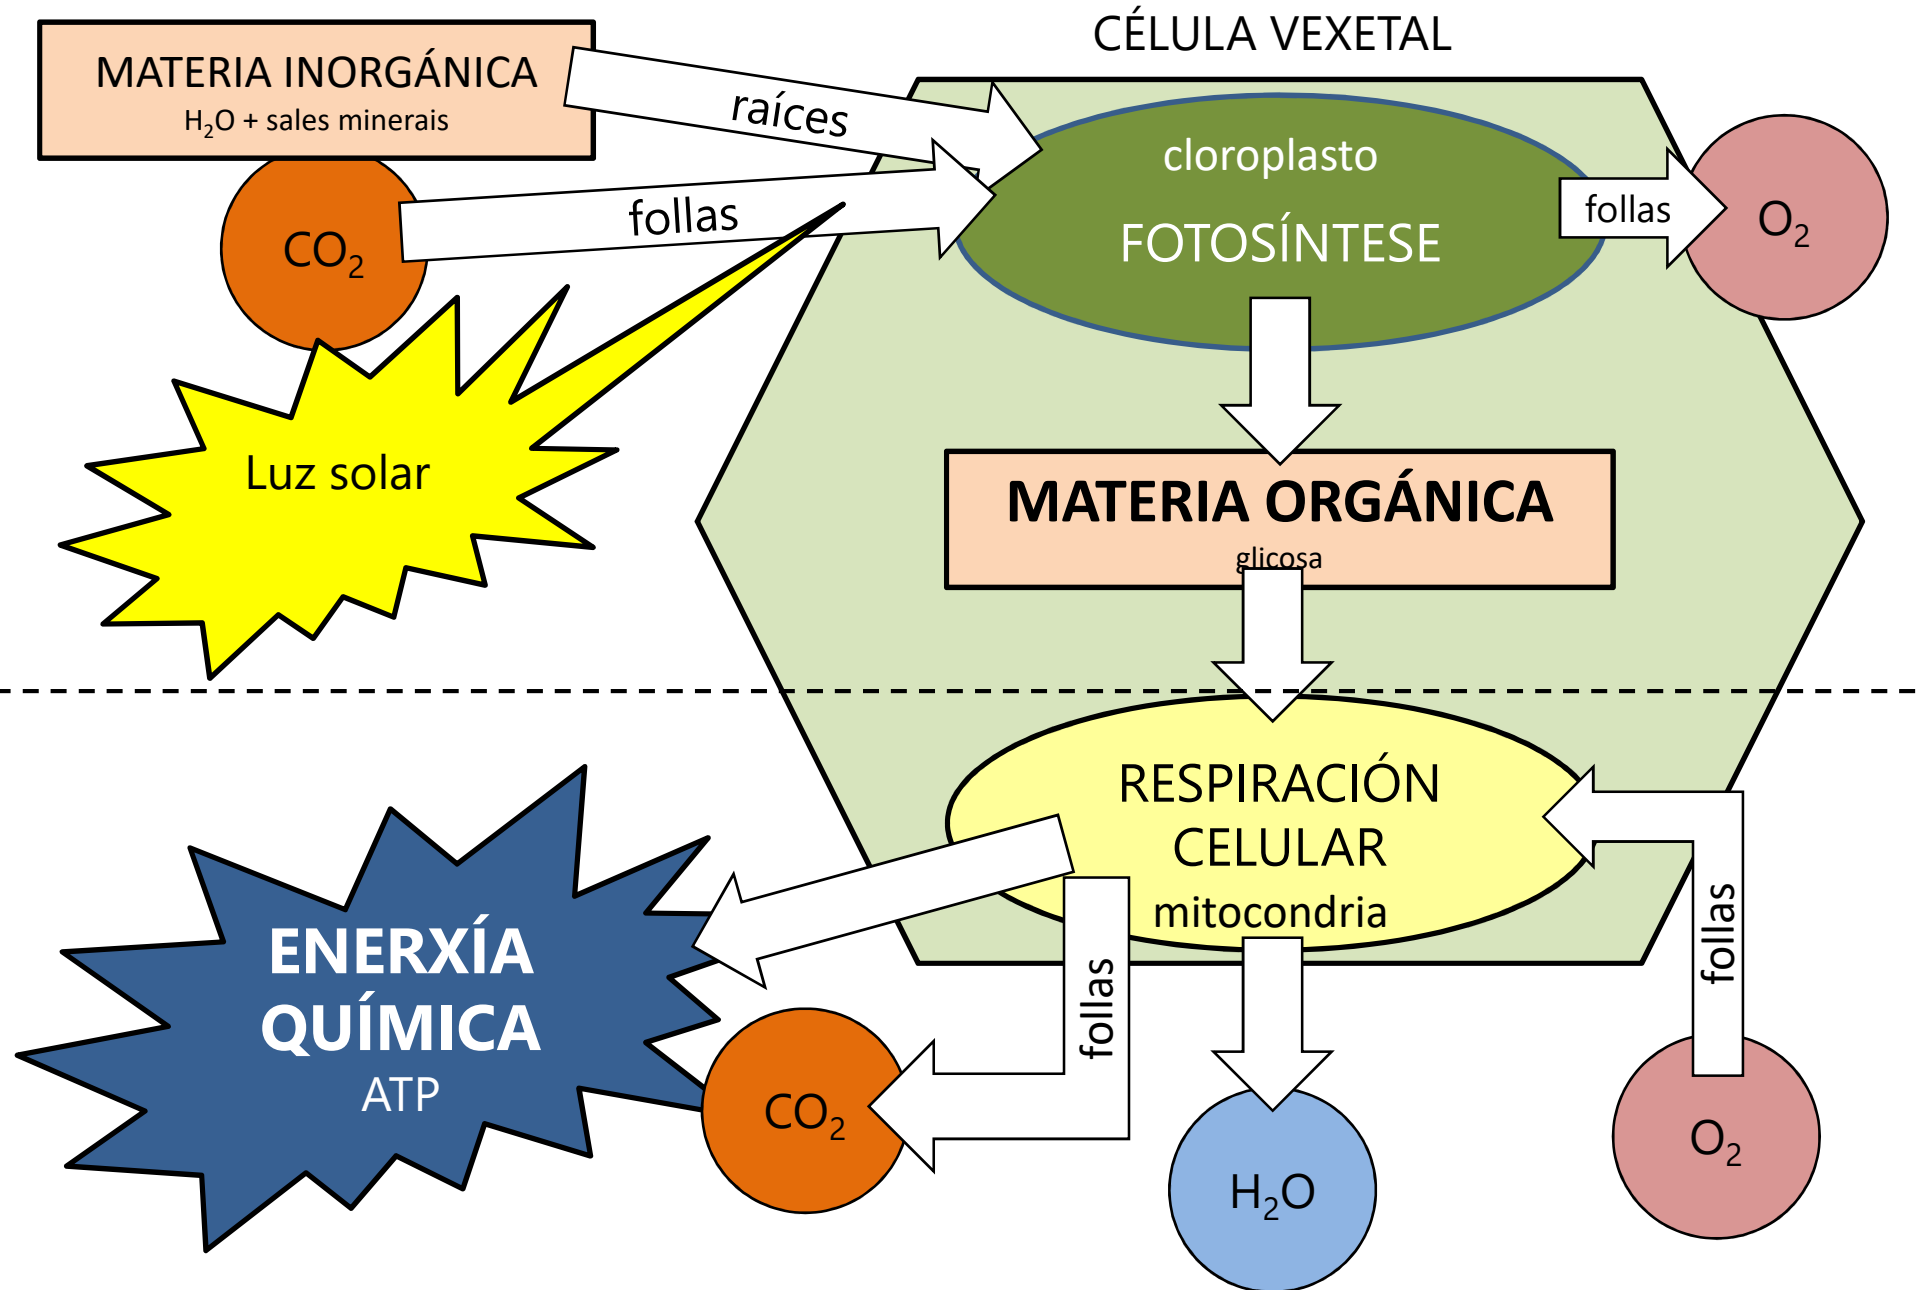 CÉLULA VEXETAL
MATERIA INORGÁNICA
H₂O + sales minerais
raíces
cloroplasto
FOTOSÍNTESE
follas
O₂
CO₂
follas
Luz solar
MATERIA ORGÁNICA
glicosa
RESPIRACIÓN
CELULAR
mitocondria
follas
follas
ENERXÍA
QUÍMICA
ATP
CO₂
H₂O
O₂